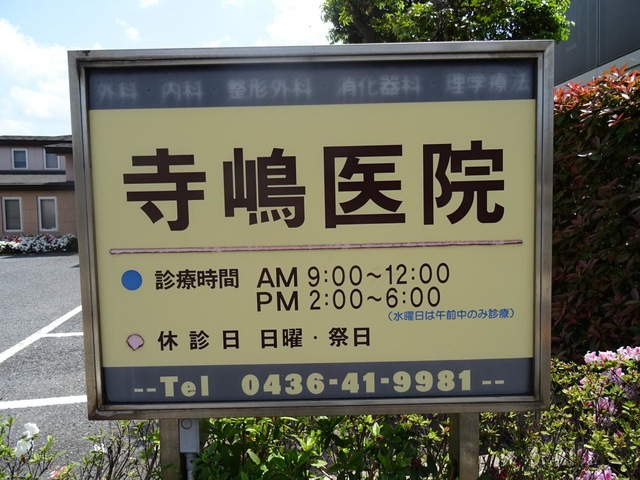 外科 内科・整形外科 消化器科・理学療法
寺嶋医院
診療時間 AM 9:00〜12:00
PM 2:00〜6:00
(水曜日は午前中のみ診療)
休診日 日曜・祭日
--Tel 0436-41-9981--